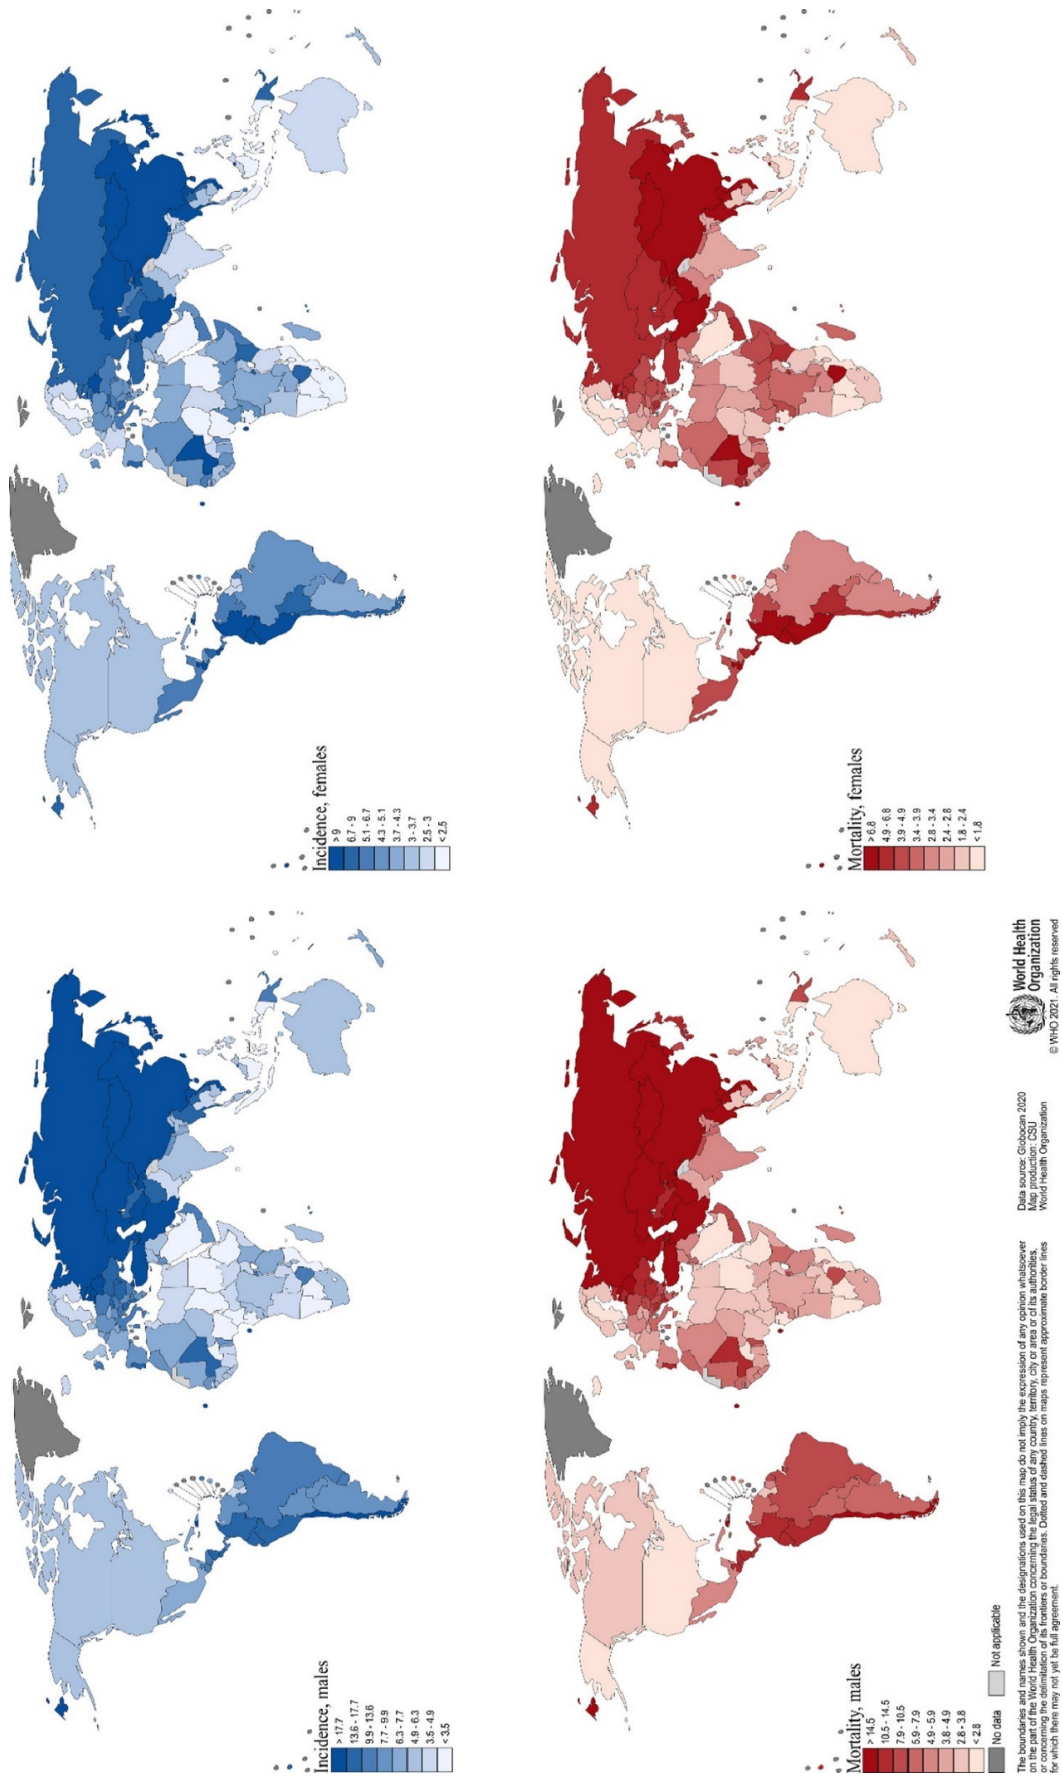 Incidence, males
> 17.7
13.6 - 17.7
9.9 - 13.6
7.7 - 9.9
6.3 - 7.7
4.9 - 6.3
3.5 - 4.9
< 3.5
Incidence, females
> 9
6.7 - 9
5.1 - 6.7
4.3 - 5.1
3.7 - 4.3
3 - 3.7
2.5 - 3
< 2.5
Mortality, males
> 14.5
10.5 - 14.5
7.9 - 10.5
5.9 - 7.9
4.9 - 5.9
3.8 - 4.9
2.8 - 3.8
< 2.8
Mortality, females
> 6.8
4.9 - 6.8
3.9 - 4.9
3.4 - 3.9
2.8 - 3.4
2.4 - 2.8
1.8 - 2.4
< 1.8
No data
Not applicable
The boundaries and names shown and the designations used on this map do not imply the expression of any opinion whatsoever
on the part of the World Health Organization concerning the legal status of any country, territory, city or area or of its authorities,
or concerning the delimitation of its frontiers or boundaries. Dotted and dashed lines on maps represent approximate border lines
for which there may not yet be full agreement.
Data source: Globocan 2020
Map production: CSU
World Health Organization
World Health
Organization
© WHO 2021. All rights reserved